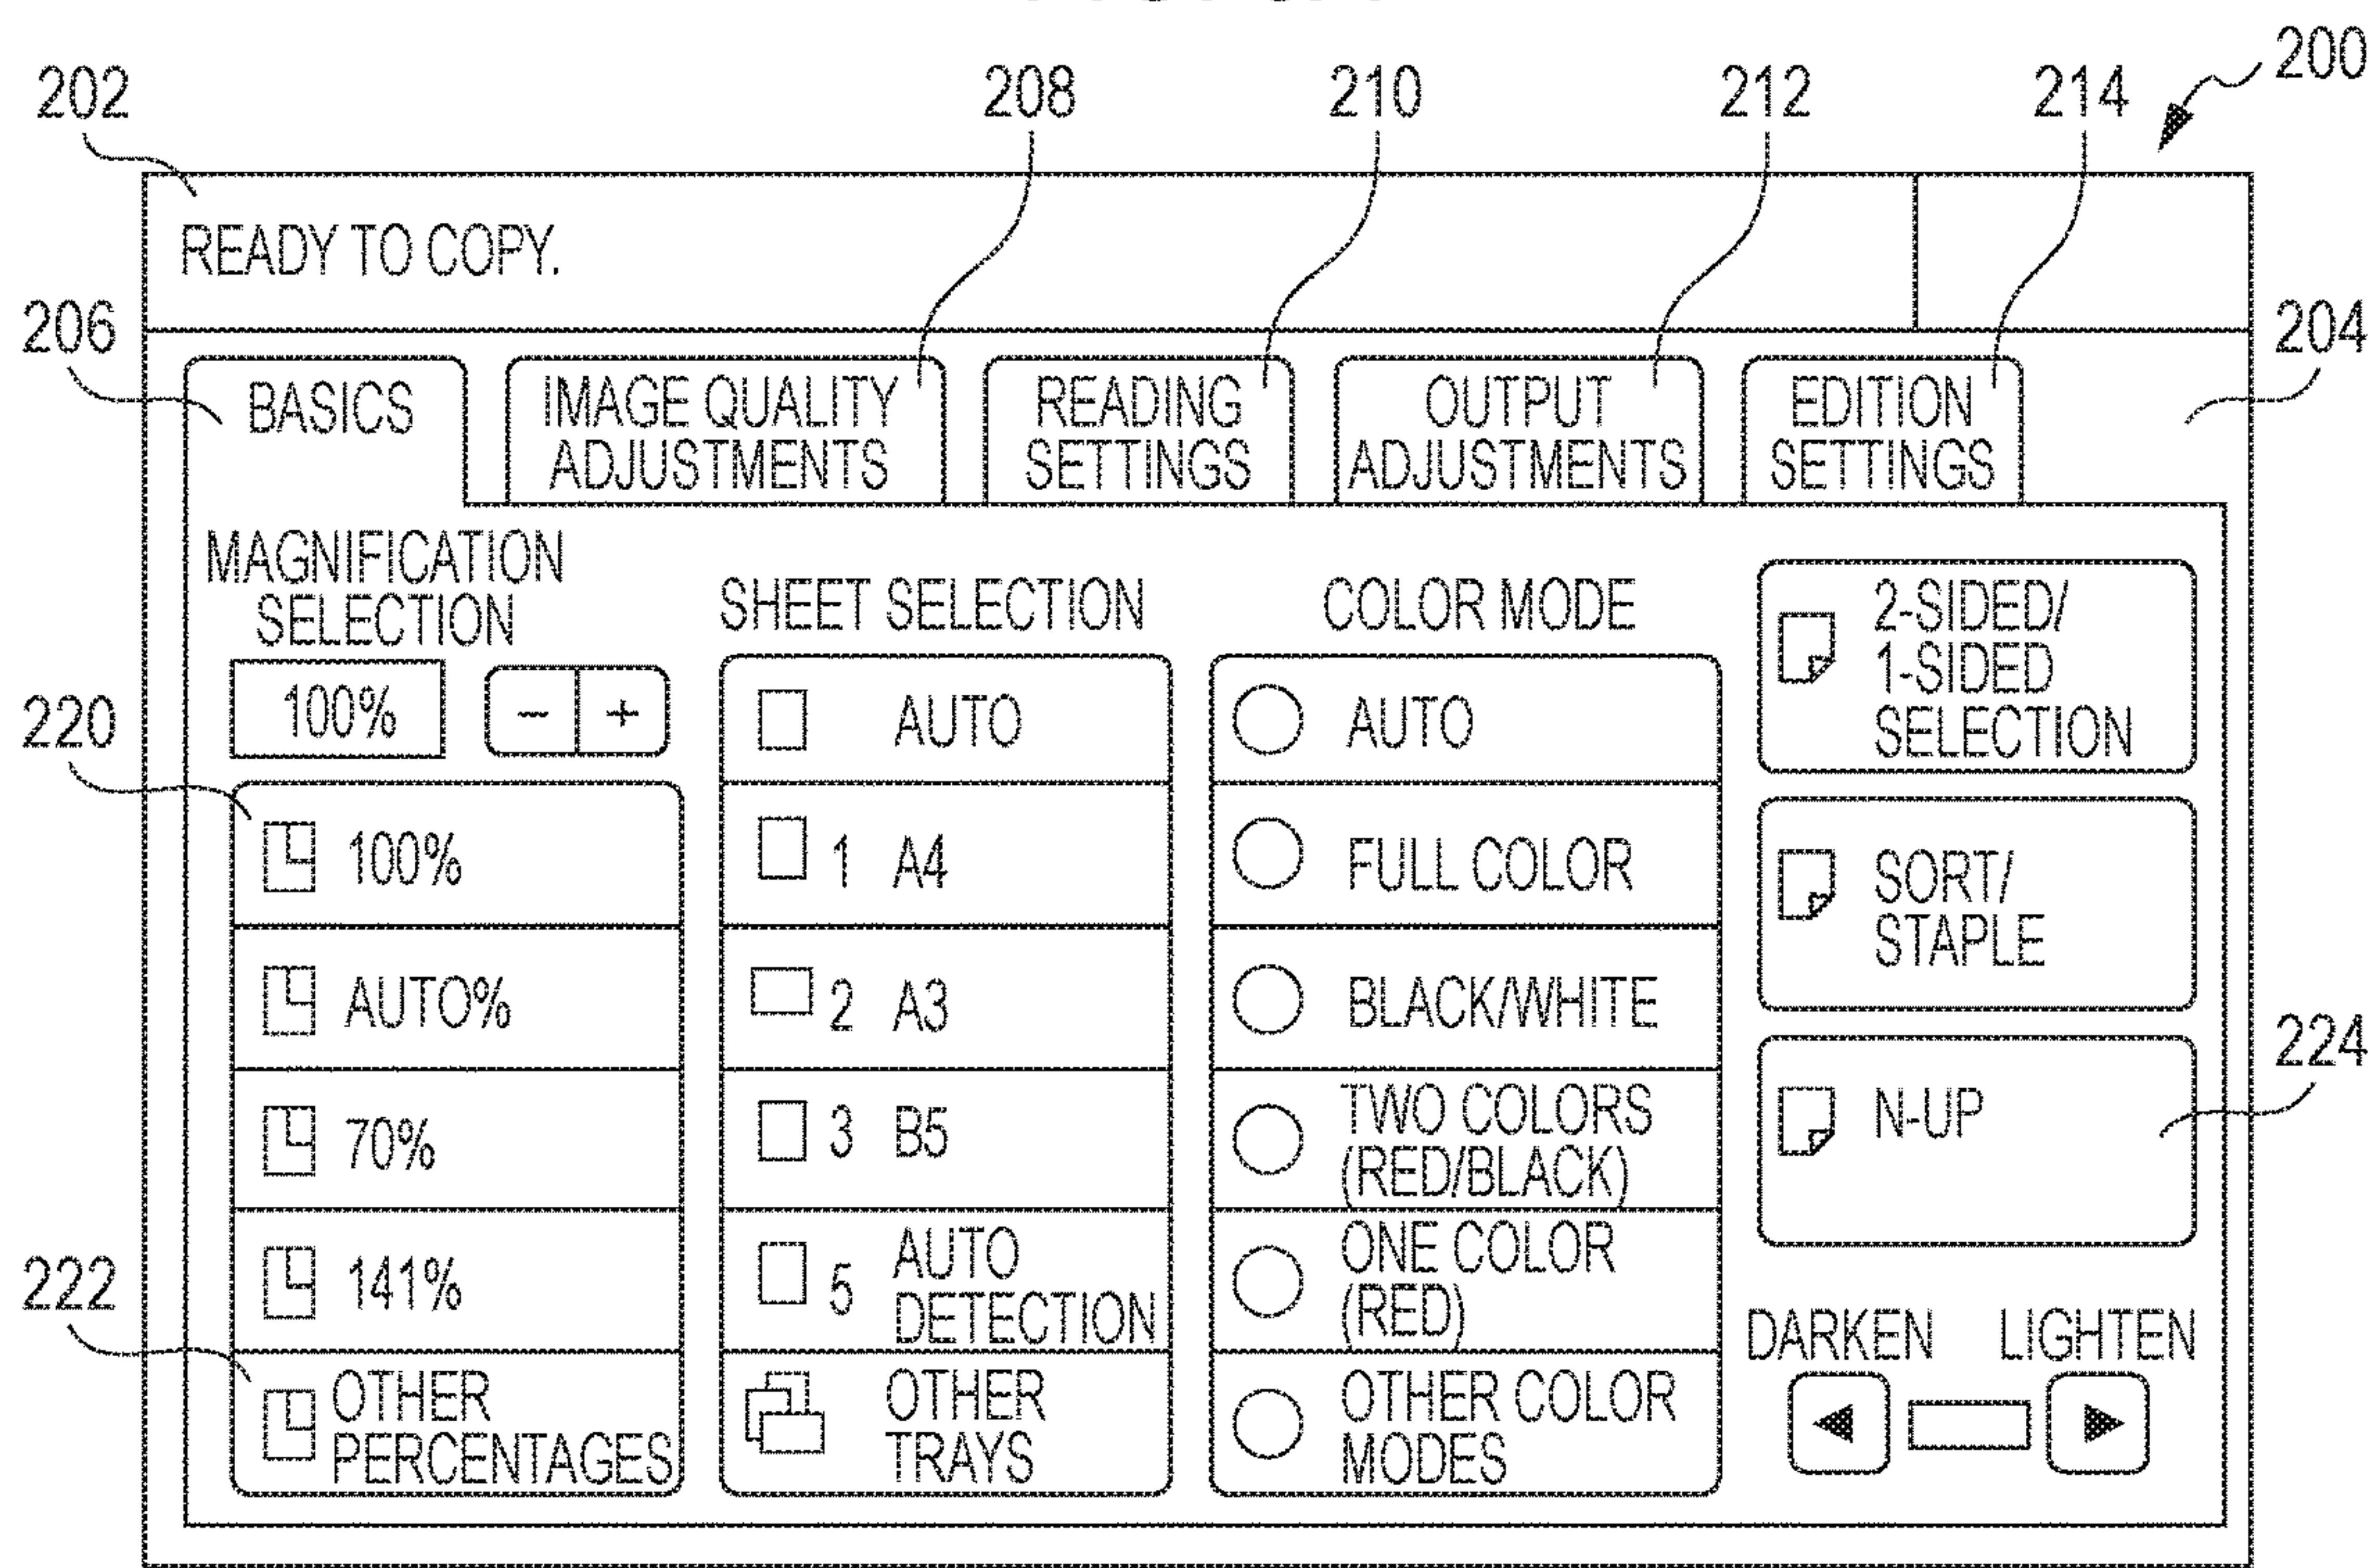 200
202
208
210
212
214
READY TO COPY.
206
204
BASICS
IMAGE QUALITY
ADJUSTMENTS
READING
SETTINGS
OUTPUT
ADJUSTMENTS
EDITION
SETTINGS
MAGNIFICATION
SELECTION
100%
- +
220
100%
AUTO%
70%
141%
222
OTHER
PERCENTAGES
SHEET SELECTION
AUTO
1 A4
2 A3
3 B5
5 AUTO
DETECTION
OTHER
TRAYS
COLOR MODE
AUTO
FULL COLOR
BLACK/WHITE
TWO COLORS
(RED/BLACK)
ONE COLOR
(RED)
OTHER COLOR
MODES
2-SIDED/
1-SIDED
SELECTION
SORT/
STAPLE
N-UP
224
DARKEN LIGHTEN